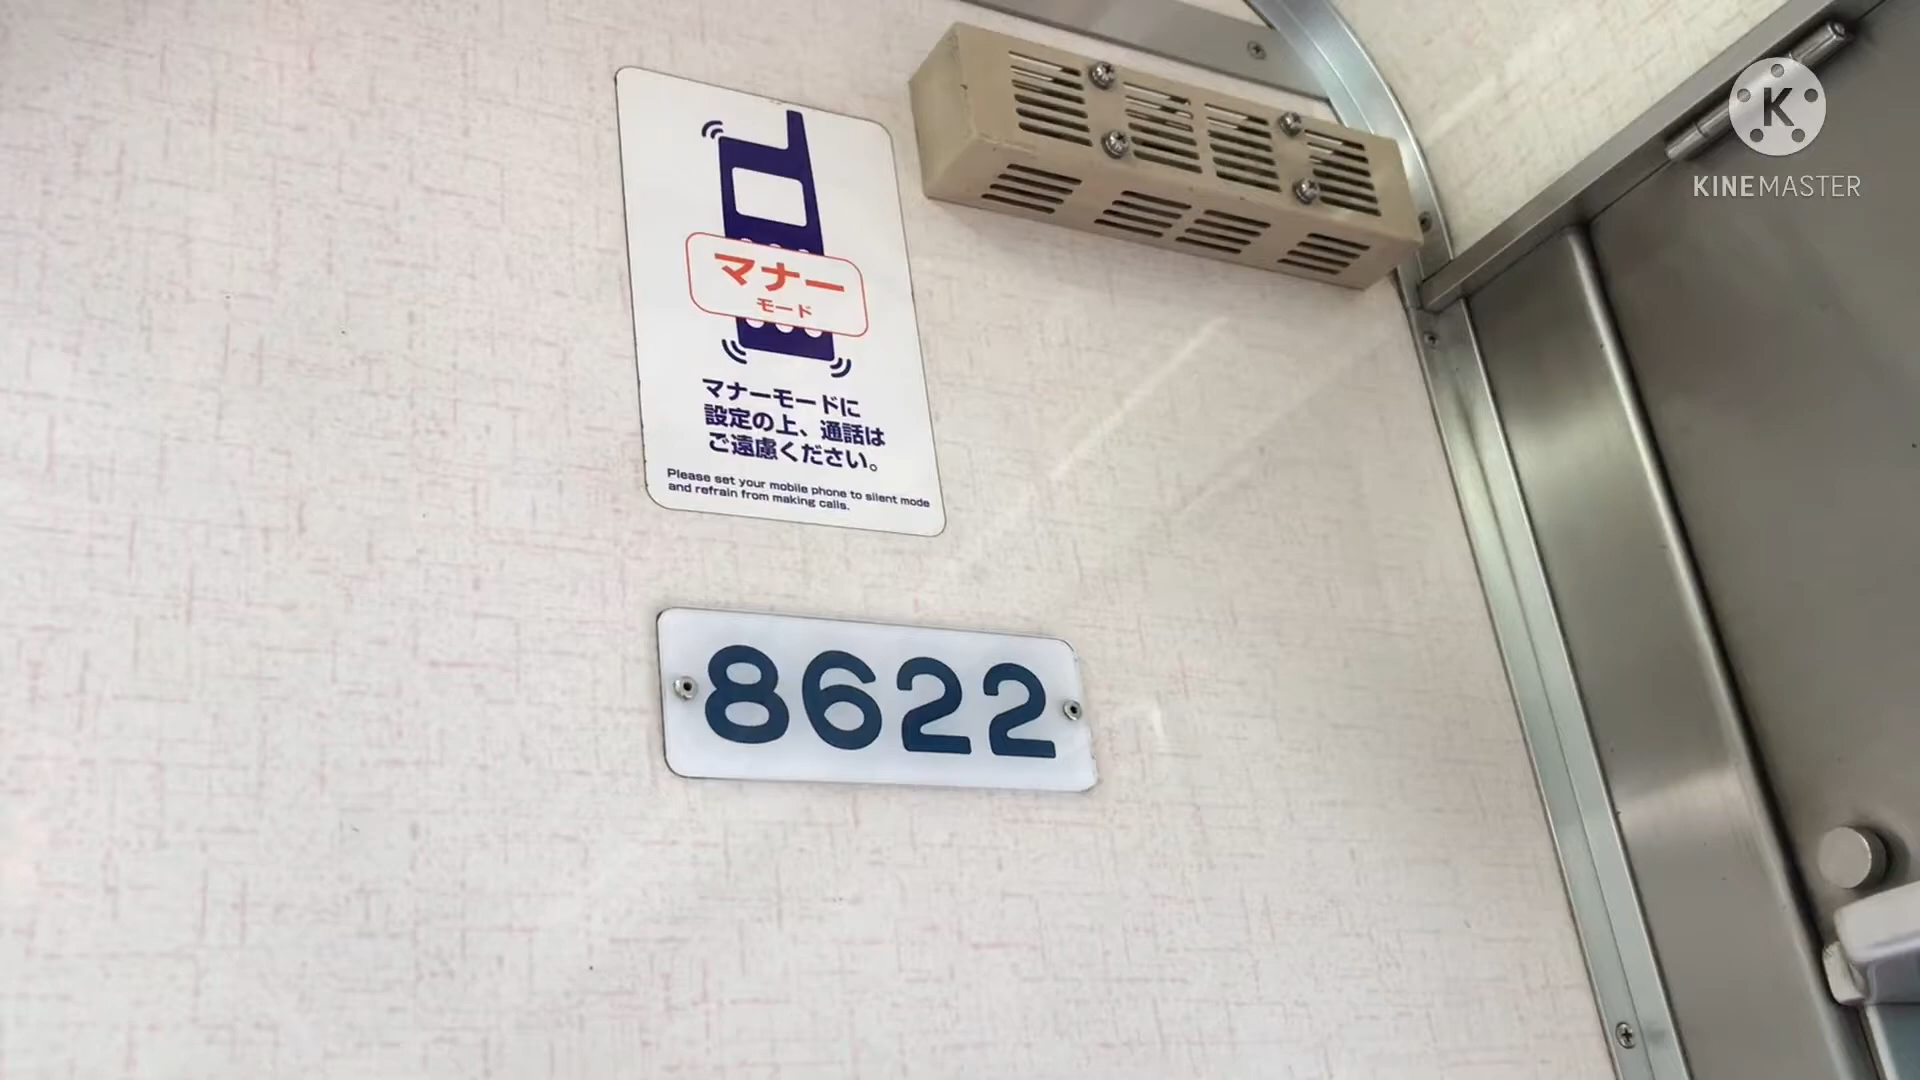 マナー
モード
マナーモードに
設定の上、通話は
ご遠慮ください。
Please set your mobile phone to silent mode
and refrain from making calls.
8622
K
KINEMASTER